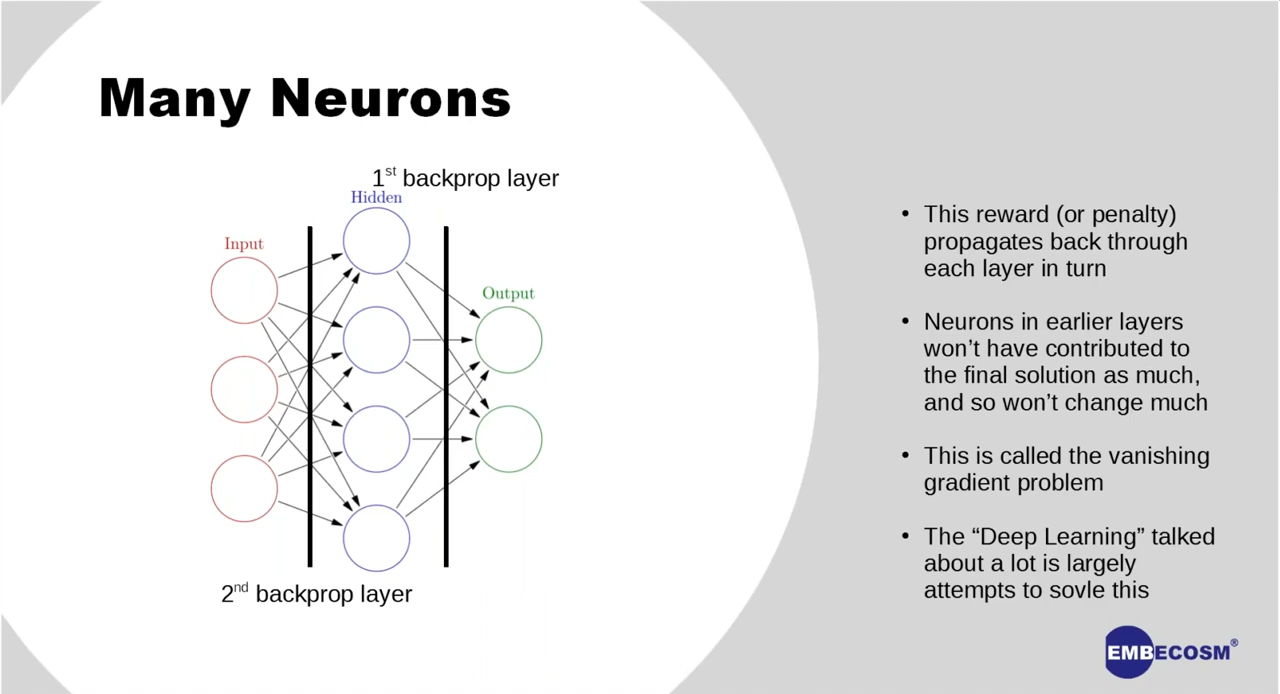 Many Neurons
1st backprop layer
Hidden
Input
Output
2nd backprop layer
• This reward (or penalty)
propagates back through
each layer in turn
• Neurons in earlier layers
won’t have contributed to
the final solution as much,
and so won’t change much
• This is called the vanishing
gradient problem
• The “Deep Learning” talked
about a lot is largely
attempts to sovle this
EMBECOSM®